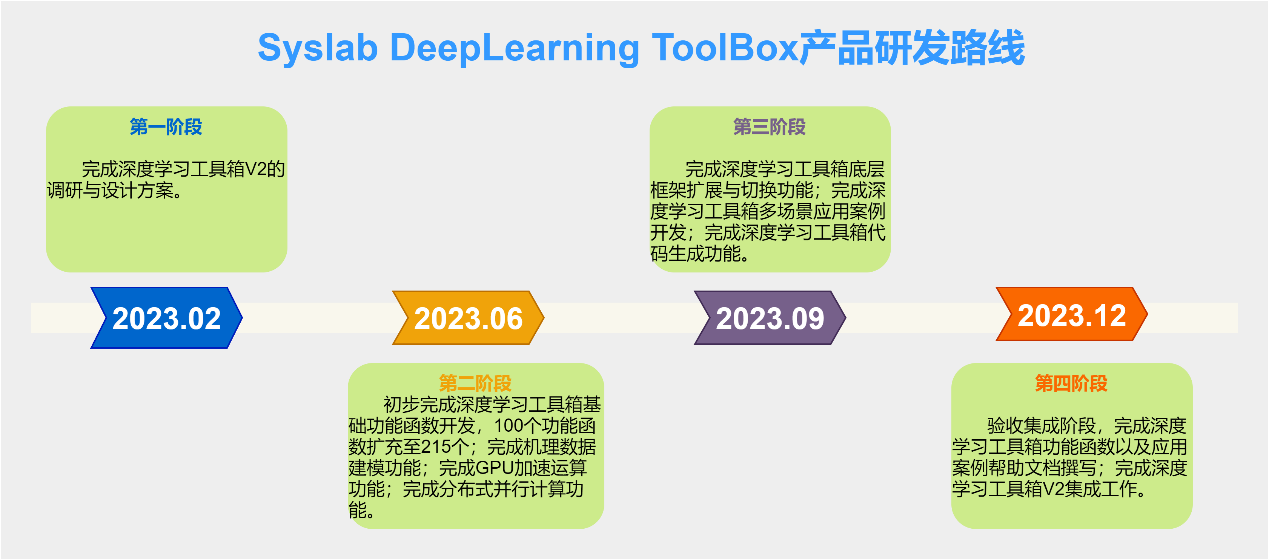 Syslab DeepLearning ToolBox产品研发路线
第一阶段
完成深度学习工具箱V2的
调研与设计方案。
第三阶段
完成深度学习工具箱底层
框架扩展与切换功能；完成深
度学习工具箱多场景应用案例
开发；完成深度学习工具箱代
码生成功能。
2023.02
2023.06
2023.09
2023.12
第二阶段
初步完成深度学习工具箱基
础功能函数开发，100个功能函
数扩充至215个；完成机理数据
建模功能；完成GPU加速运算
功能；完成分布式并行计算功
能。
第四阶段
验收集成阶段，完成深度
学习工具箱功能函数以及应用
案例帮助文档撰写；完成深度
学习工具箱V2集成工作。